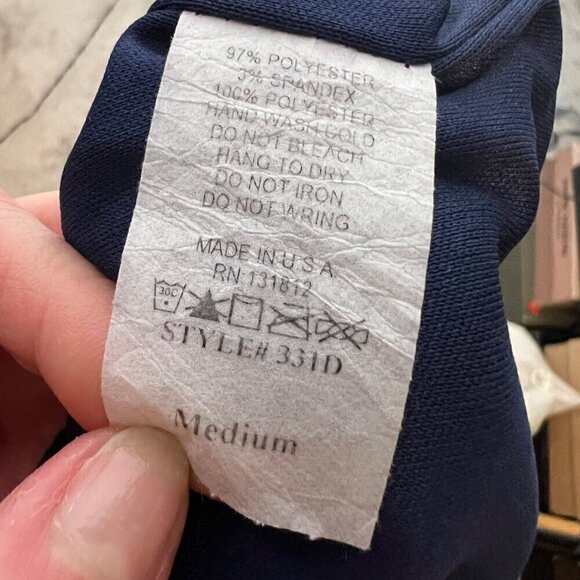 97% POLYESTER
3% SPANDEX
100% POLYESTER
HAND WASH COLD
DO NOT BLEACH
HANG TO DRY
DO NOT IRON
DO NOT WRING
MADE IN U.S.A.
RN 131812
30C
STYLE# 331D
Medium